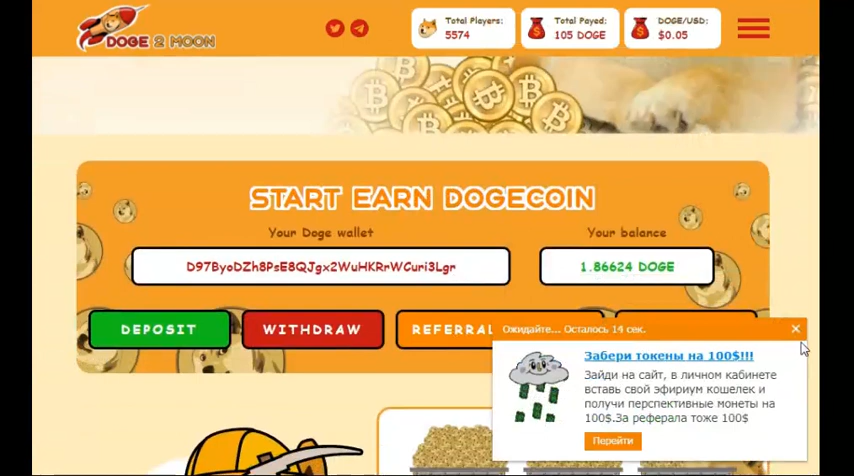 DOGE 2 MOON
Total Players:
5574
Total Payed:
105 DOGE
DOGE/USD:
$0.05
START EARN DOGECOIN
Your Doge wallet
Your balance
D97ByoDZh8PsE8QJgx2WuHKRrWCuri3Lgr
1.86624 DOGE
DEPOSIT
WITHDRAW
REFERRAL
Ожидайте... Осталось 14 сек.
Забери токены на 100$!!!
Зайди на сайт, в личном кабинете
вставь свой эфириум кошелек и
получи перспективные монеты на
100$.За реферала тоже 100$
Перейти